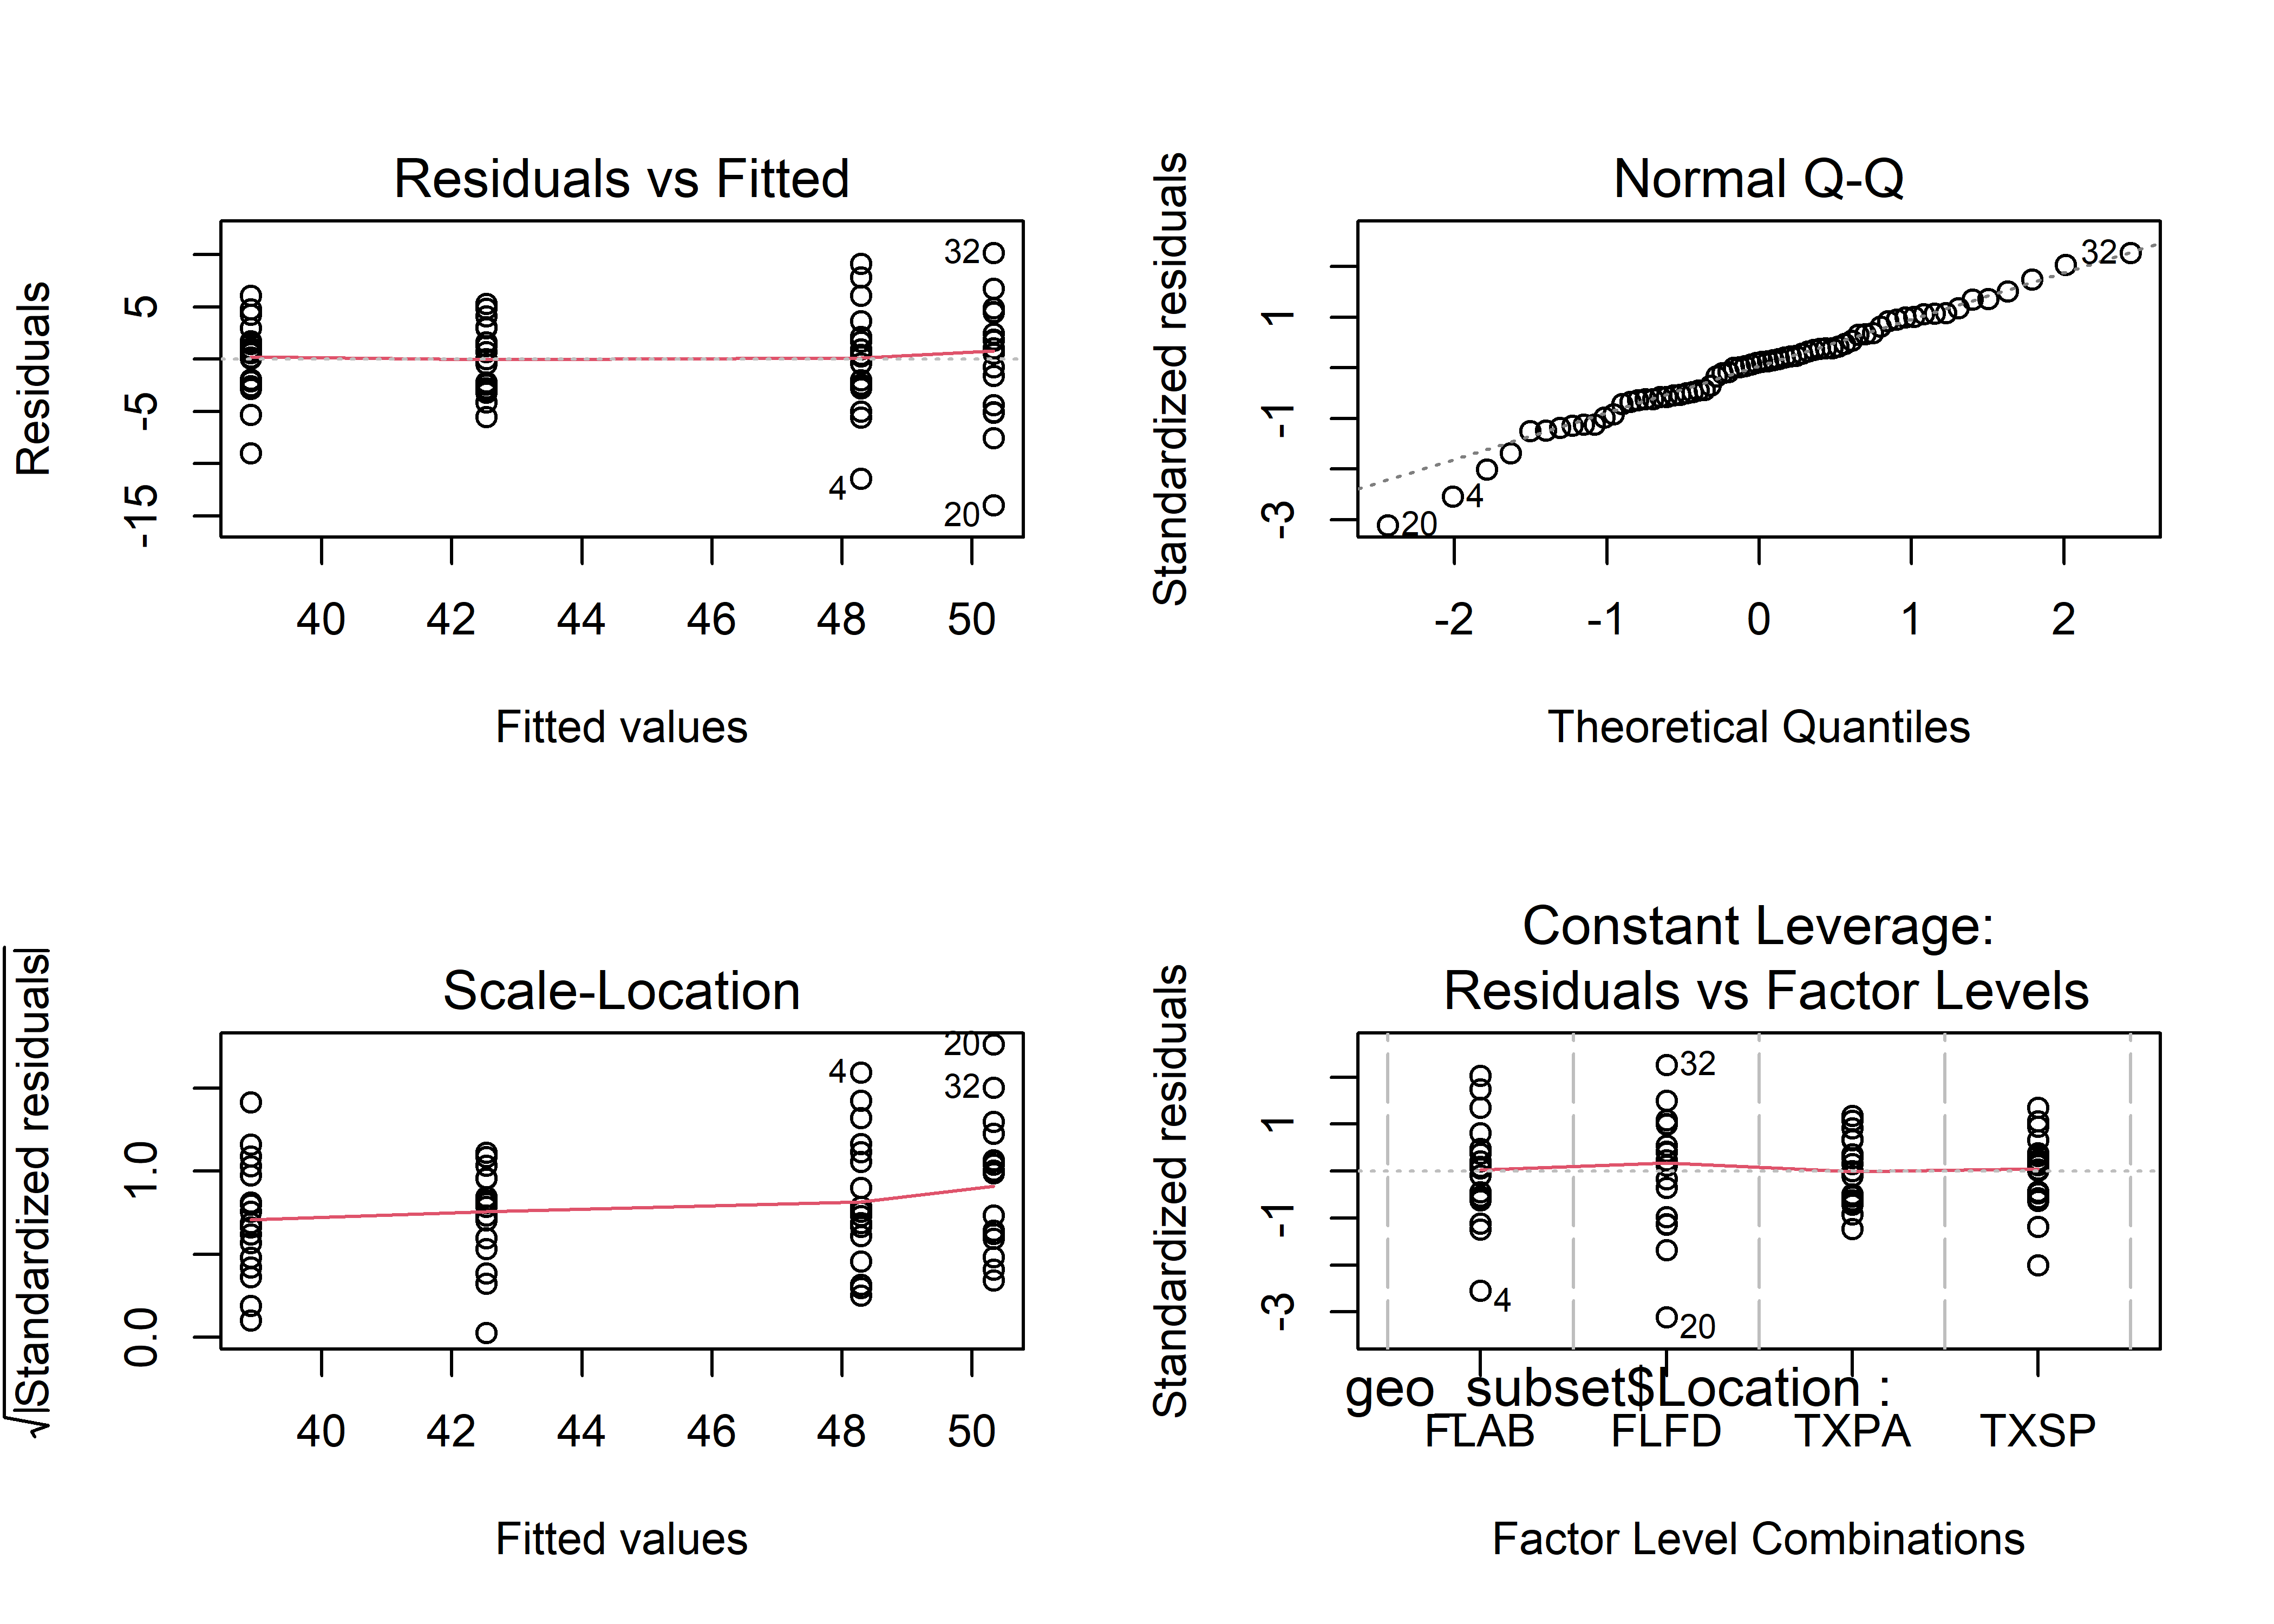 Residuals vs Fitted
Residuals
5
-5
-15
32
4
20
40 42 44 46 48 50
Fitted values
Normal Q-Q
Standardized residuals
1
-1
-3
32
4
20
-2 -1 0 1 2
Theoretical Quantiles
Scale-Location
√|Standardized residuals|
1.0
0.0
20
4
32
40 42 44 46 48 50
Fitted values
Constant Leverage:
Residuals vs Factor Levels
Standardized residuals
1
-1
-3
32
4
20
geo_subset$Location :
FLAB FLFD TXPA TXSP
Factor Level Combinations